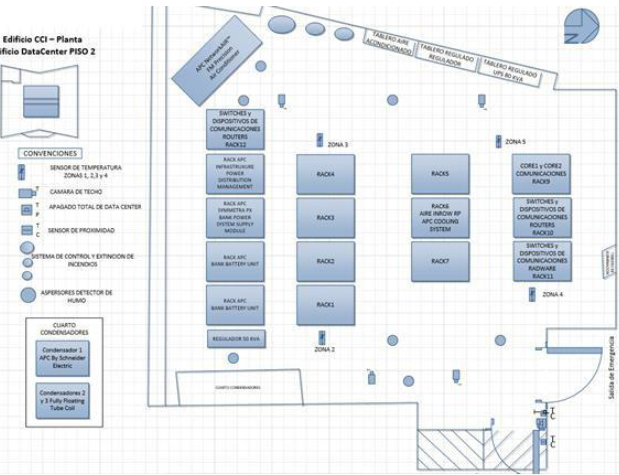 Edificio CCI – Planta
ificio DataCenter PISO 2
CONVENCIONES
SENSOR DE TEMPERATURA
ZONAS 1, 2,3 y 4
CAMARA DE TECHO
APAGADO TOTAL DE DATA CENTER
SENSOR DE PROXIMIDAD
SISTEMA DE CONTROL Y EXTINCION DE
INCENDIOS
ASPERSORES DETECTOR DE
HUMO
CUARTO
CONDENSADORES
Condensador 1
APC By Schneider
Electric
Condensadores 2
y 3 Fully Floating
Tube Coil
APC NetworkAIR™
FM Precision
Air Conditioner
TABLERO AIRE
ACONDICIONADO
TABLERO REGULADO
REGULADOR
TABLERO REGULADO
UPS 80 KVA
SWITCHES y
DISPOSITIVOS DE
COMUNICACIONES
ROUTERS
RACK12
RACK APC
INFRASTRUXURE
POWER
DISTRIBUTION
MANAGEMENT
RACK APC
SYMMETRA PX
BANK POWER
SYSTEM SUPPLY
MODULE
RACK APC
BANK BATTERY UNIT
RACK APC
BANK BATTERY UNIT
REGULADOR 50 KVA
ZONA 3
RACK4
RACK3
RACK2
RACK1
ZONA 2
RACK5
RACK6
AIRE INROW RP
APC COOLING
SYSTEM
RACK7
ZONA 5
CORE1 y CORE2
COMUNICACIONES
RACK9
SWITCHES y
DISPOSITIVOS DE
COMUNICACIONES
ROUTERS
RACK10
SWITCHES y
DISPOSITIVOS DE
COMUNICACIONES
RADWARE
RACK11
ZONA 4
CUARTO CONDENSADORES
Salida de Emergencia